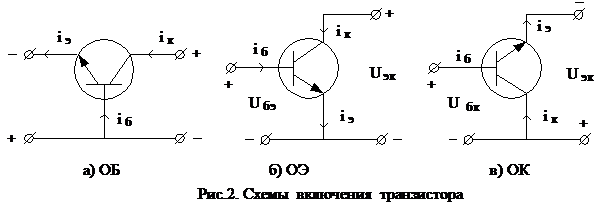 − iэ iк +
+ iб −
+ iб iк +
Uбэ Uэк
iэ
− −
+ iб iэ −
Uбк Uэк
iк +
− −
а) ОБ б) ОЭ в) ОК
Рис.2. Схемы включения транзистора